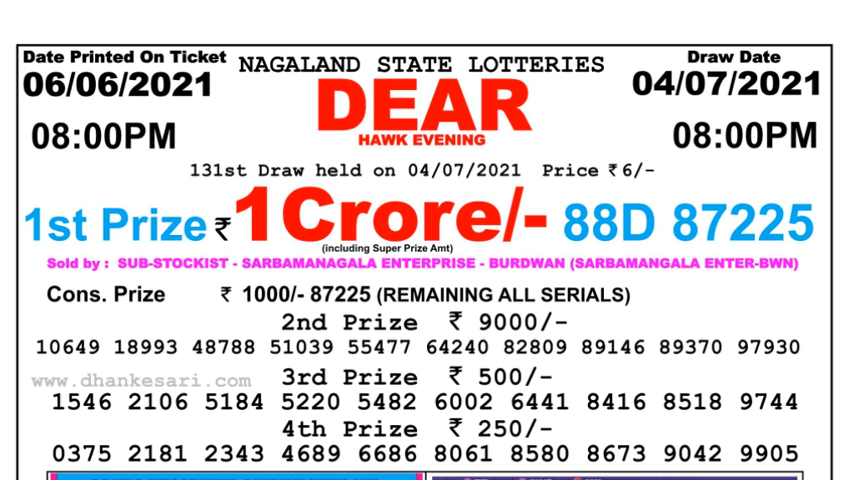 Date Printed On Ticket NAGALAND STATE LOTTERIES Draw Date
06/06/2021 DEAR 04/07/2021
HAWK EVENING
08:00PM 08:00PM
131st Draw held on 04/07/2021 Price ₹ 6/-
1st Prize ₹ 1Crore/- 88D 87225
(including Super Prize Amt)
Sold by : SUB-STOCKIST - SARBAMANAGALA ENTERPRISE - BURDWAN (SARBAMANGALA ENTER-BWN)
Cons. Prize ₹ 1000/- 87225 (REMAINING ALL SERIALS)
2nd Prize ₹ 9000/-
10649 18993 48788 51039 55477 64240 82809 89146 89370 97930
www.dhankesari.com 3rd Prize ₹ 500/-
1546 2106 5184 5220 5482 6002 6441 8416 8518 9744
4th Prize ₹ 250/-
0375 2181 2343 4689 6686 8061 8580 8673 9042 9905